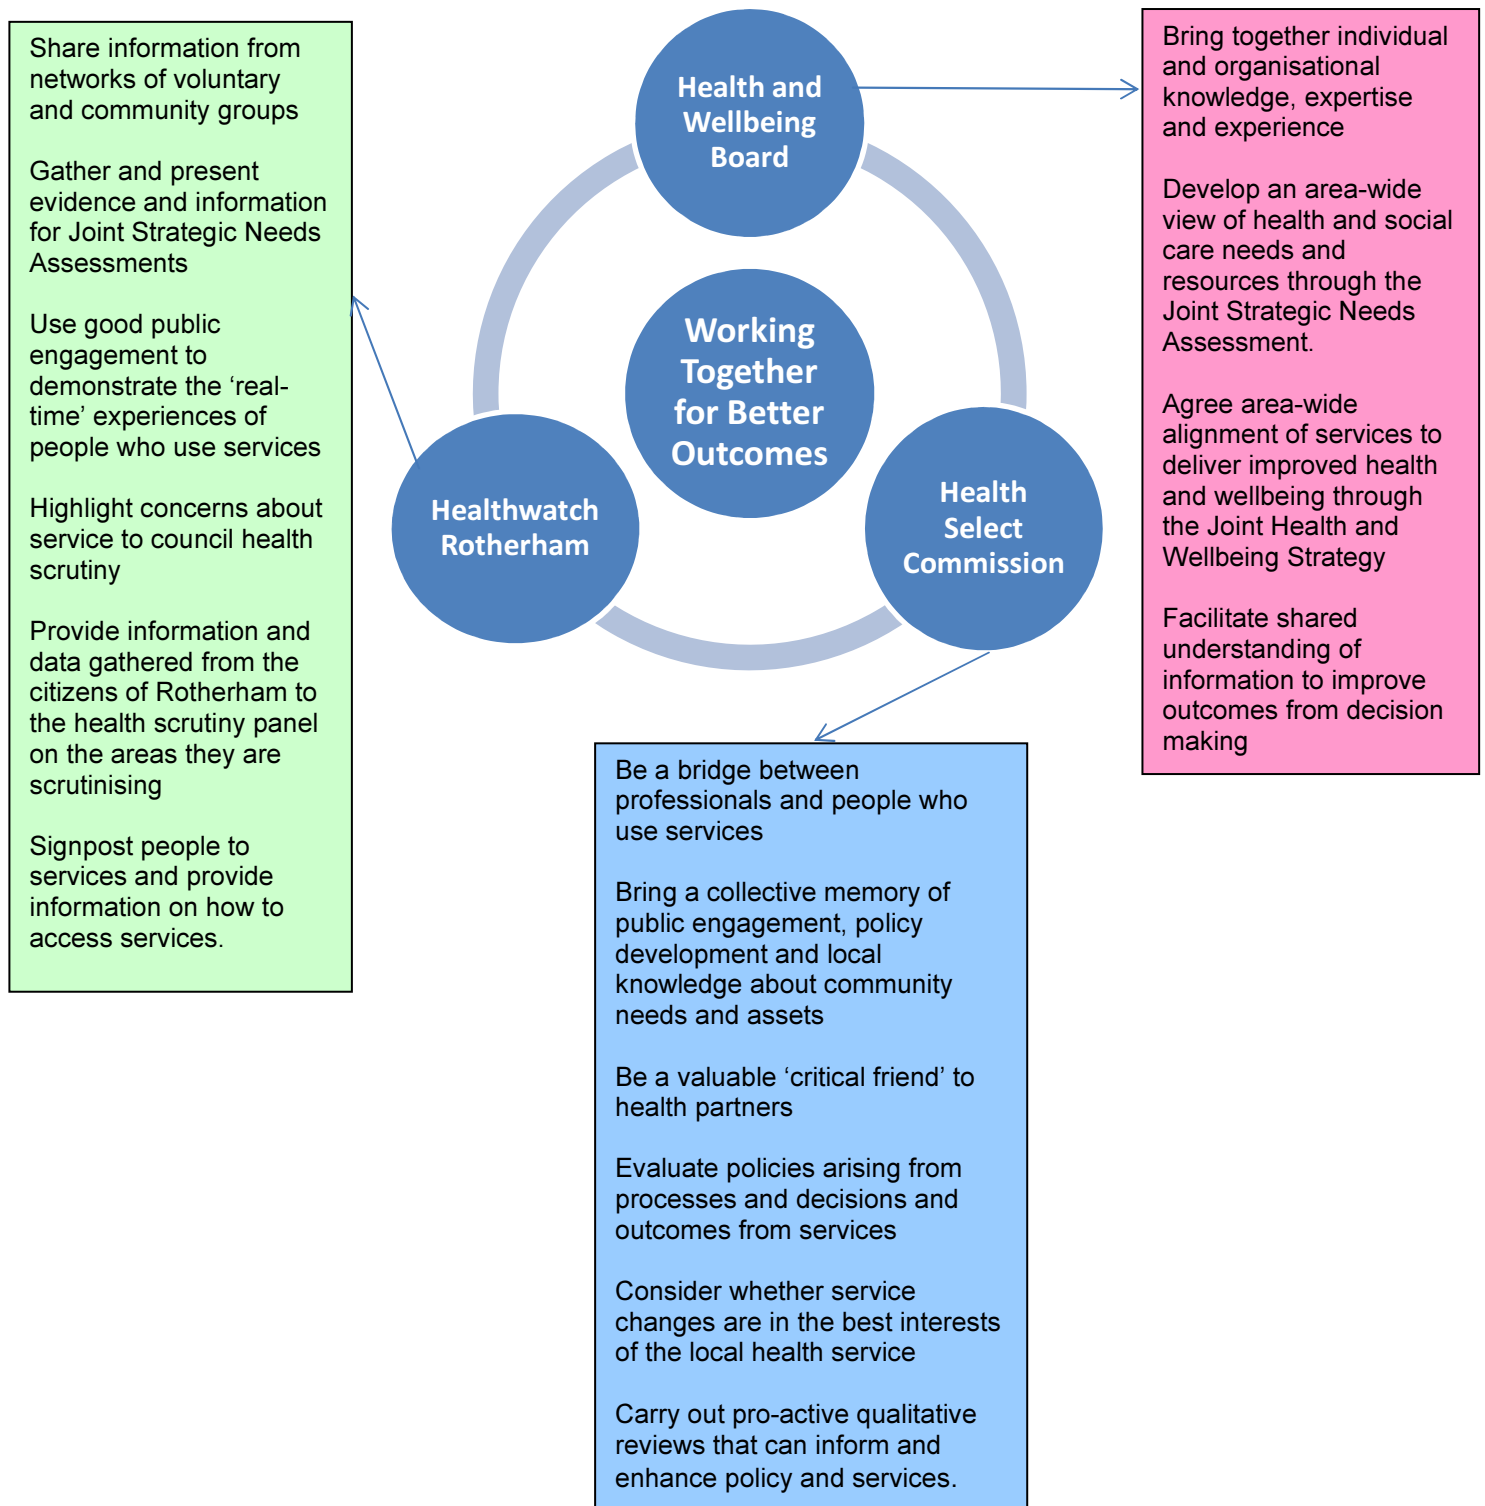 Share information from
networks of voluntary
and community groups
Gather and present
evidence and information
for Joint Strategic Needs
Assessments
Use good public
engagement to
demonstrate the ‘real-
time’ experiences of
people who use services
Highlight concerns about
service to council health
scrutiny
Provide information and
data gathered from the
citizens of Rotherham to
the health scrutiny panel
on the areas they are
scrutinising
Signpost people to
services and provide
information on how to
access services.
Health and
Wellbeing
Board
Working
Together
for Better
Outcomes
Healthwatch
Rotherham
Health
Select
Commission
Bring together individual
and organisational
knowledge, expertise
and experience
Develop an area-wide
view of health and social
care needs and
resources through the
Joint Strategic Needs
Assessment.
Agree area-wide
alignment of services to
deliver improved health
and wellbeing through
the Joint Health and
Wellbeing Strategy
Facilitate shared
understanding of
information to improve
outcomes from decision
making
Be a bridge between
professionals and people who
use services
Bring a collective memory of
public engagement, policy
development and local
knowledge about community
needs and assets
Be a valuable ‘critical friend’ to
health partners
Evaluate policies arising from
processes and decisions and
outcomes from services
Consider whether service
changes are in the best interests
of the local health service
Carry out pro-active qualitative
reviews that can inform and
enhance policy and services.